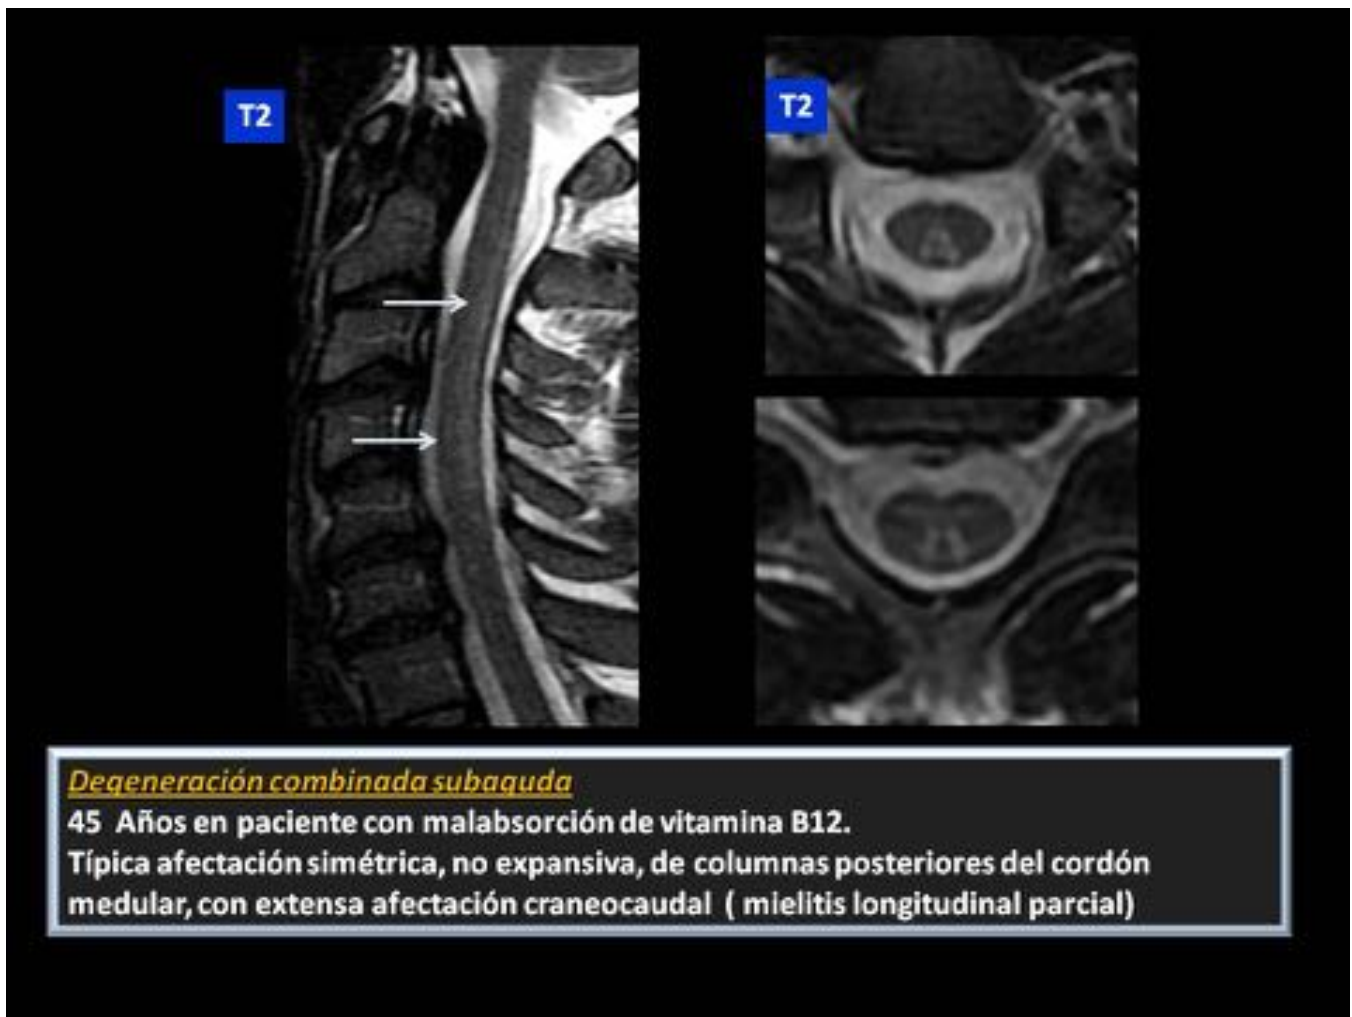 T2
T2
Degeneración combinada subaguda
45 Años en paciente con malabsorción de vitamina B12.
Típica afectación simétrica, no expansiva, de columnas posteriores del cordón
medular, con extensa afectación craneocaudal ( mielitis longitudinal parcial)